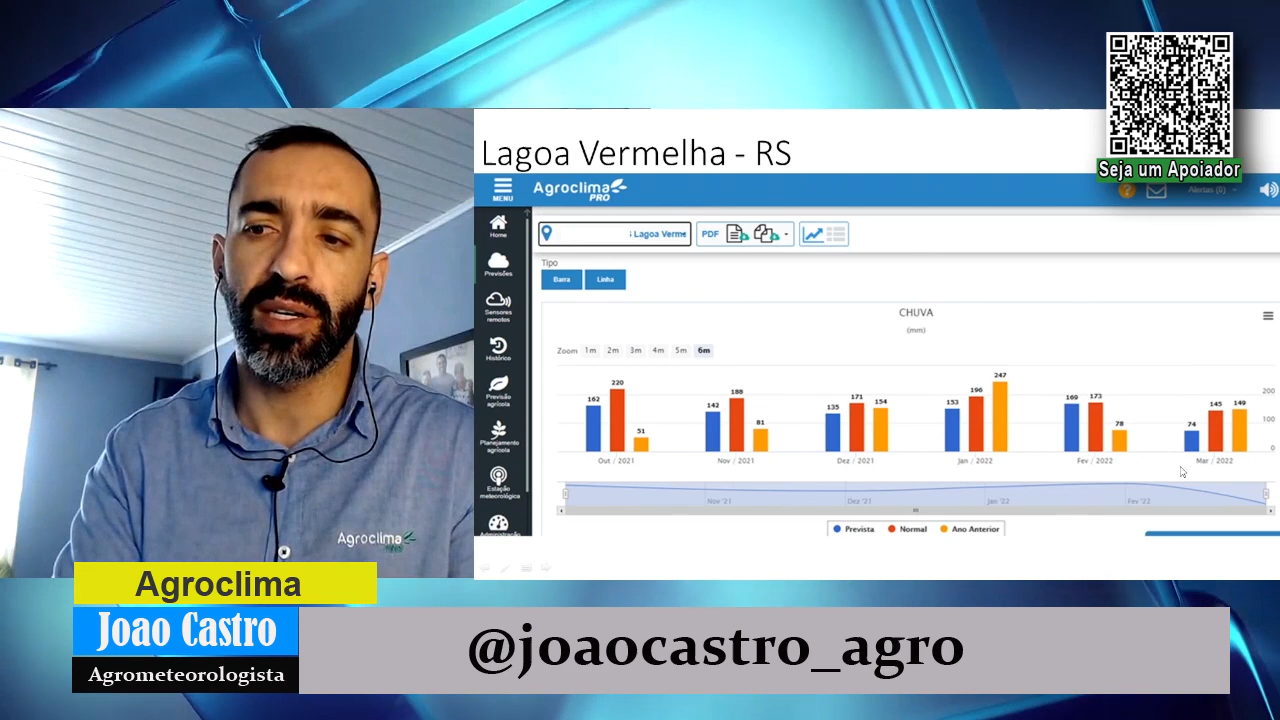 Seja um Apoiador
Lagoa Vermelha - RS
MENU
Agroclima
PRO
Alertas (6)
Home
Previsões
Sensores
remotos
Histórico
Previsão
agrícola
Planejamento
agrícola
Estação
meteorológica
Administração
Lagoa Verme
PDF
Tipo
Barra
Linha
CHUVA
(mm)
Zoom 1m 2m 3m 4m 5m 6m
162 220 51
142 188 81
135 171 154
153 196 247
169 173 78
74 145 149
200
100
0
Out / 2021 Nov / 2021 Dez / 2021 Jan / 2022 Fev / 2022 Mar / 2022
Nov '21 Dez '21 Jan '22 Fev '22
Prevista Normal Ano Anterior
Agroclima
Agroclima
Joao Castro
Agrometeorologista
@joaocastro_agro